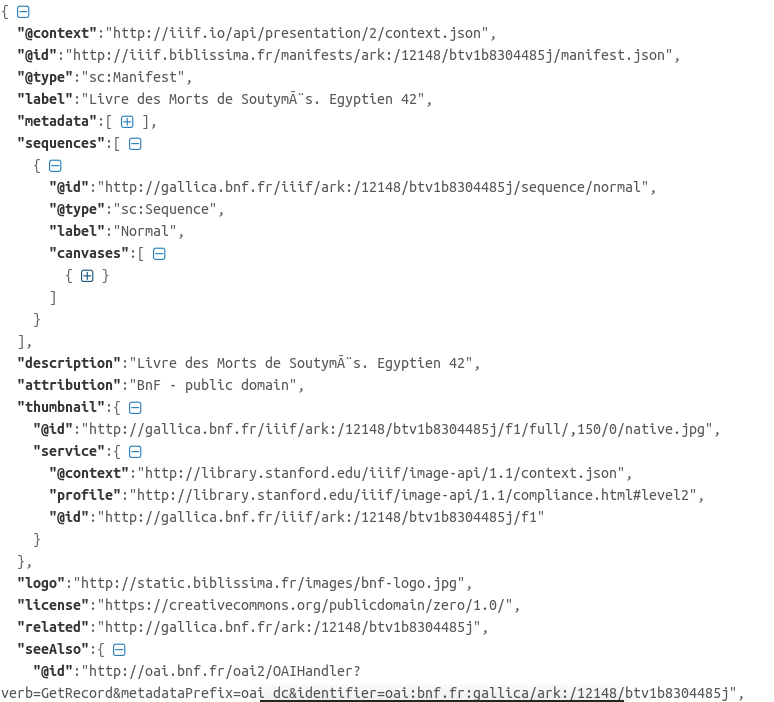 {
"@context":"http://iiif.io/api/presentation/2/context.json",
"@id":"http://iiif.biblissima.fr/manifests/ark:/12148/btv1b8304485j/manifest.json",
"@type":"sc:Manifest",
"label":"Livre des Morts de SoutymÃ¨s. Egyptien 42",
"metadata":[ ],
"sequences":[
{
"@id":"http://gallica.bnf.fr/iiif/ark:/12148/btv1b8304485j/sequence/normal",
"@type":"sc:Sequence",
"label":"Normal",
"canvases":[
{ }
]
}
],
"description":"Livre des Morts de SoutymÃ¨s. Egyptien 42",
"attribution":"BnF - public domain",
"thumbnail":{
"@id":"http://gallica.bnf.fr/iiif/ark:/12148/btv1b8304485j/f1/full/,150/0/native.jpg",
"service":{
"@context":"http://library.stanford.edu/iiif/image-api/1.1/context.json",
"profile":"http://library.stanford.edu/iiif/image-api/1.1/compliance.html#level2",
"@id":"http://gallica.bnf.fr/iiif/ark:/12148/btv1b8304485j/f1"
}
},
"logo":"http://static.biblissima.fr/images/bnf-logo.jpg",
"license":"https://creativecommons.org/publicdomain/zero/1.0/",
"related":"http://gallica.bnf.fr/ark:/12148/btv1b8304485j",
"seeAlso":{
"@id":"http://oai.bnf.fr/oai2/OAIHandler?
verb=GetRecord&metadataPrefix=oai_dc&identifier=oai:bnf.fr:gallica/ark:/12148/btv1b8304485j",